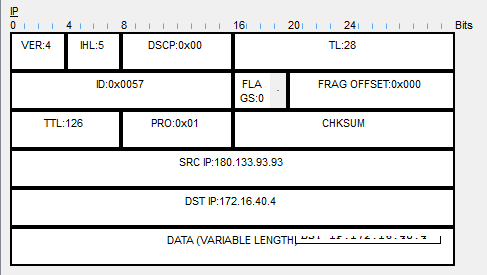 IP
0 4 8 16 20 24 Bits
VER:4 IHL:5 DSCP:0x00 TL:28
ID:0x0057 FLA GS:0 FRAG OFFSET:0x000
TTL:126 PRO:0x01 CHKSUM
SRC IP:180.133.93.93
DST IP:172.16.40.4
DATA (VARIABLE LENGTH DST IP:172.16.40.4